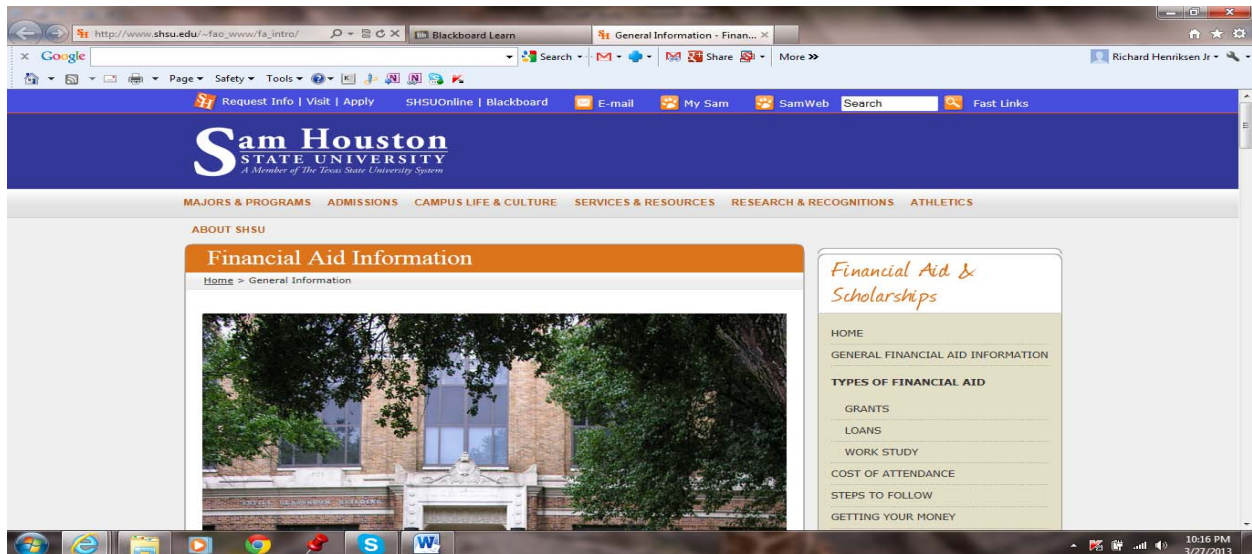 http://www.shsu.edu/~fao_www/fa_intro/
Blackboard Learn
SH General Information - Finan...
x Google
Search
Share
More >>
Richard Henriksen Jr
Page Safety Tools
SH Request Info | Visit | Apply
SHSUOnline | Blackboard
E-mail
My Sam
SamWeb
Search
Fast Links
Sam Houston
STATE UNIVERSITY
A Member of The Texas State University System
MAJORS & PROGRAMS ADMISSIONS CAMPUS LIFE & CULTURE SERVICES & RESOURCES RESEARCH & RECOGNITIONS ATHLETICS
ABOUT SHSU
Financial Aid Information
Home > General Information
Financial Aid &
Scholarships
HOME
GENERAL FINANCIAL AID INFORMATION
TYPES OF FINANCIAL AID
GRANTS
LOANS
WORK STUDY
COST OF ATTENDANCE
STEPS TO FOLLOW
GETTING YOUR MONEY
10:16 PM
3/27/2013